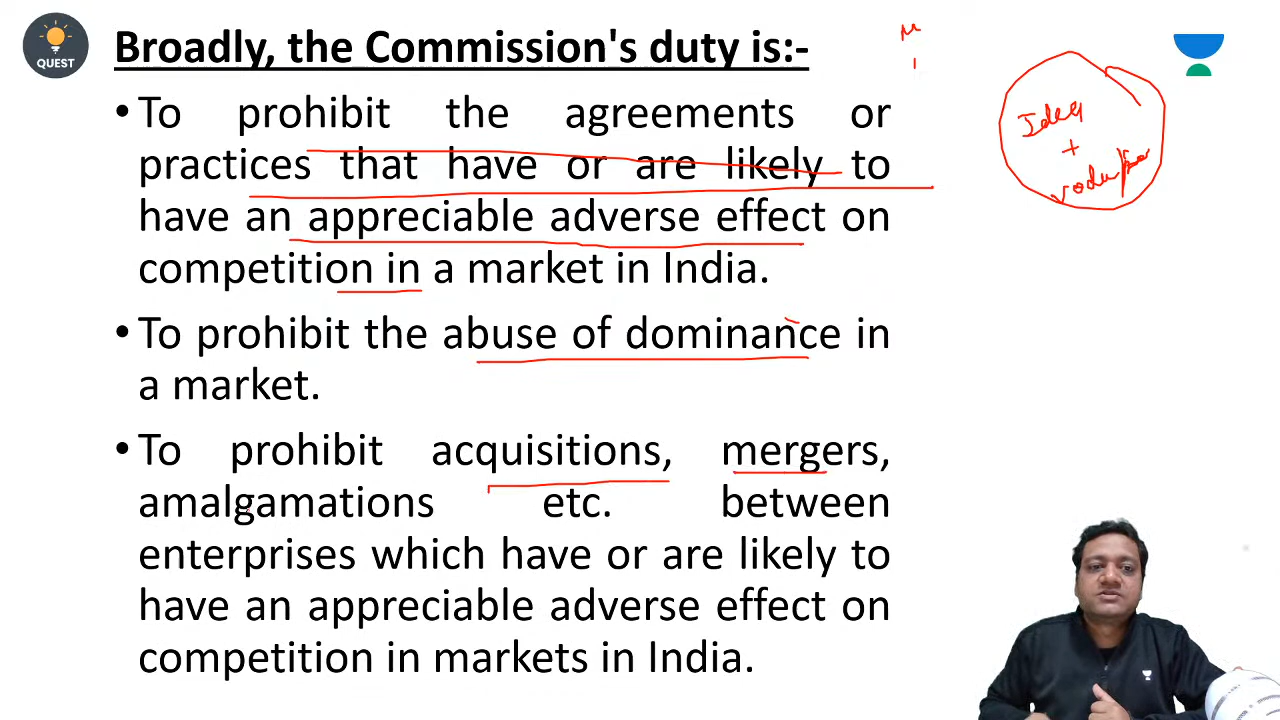 QUEST
Broadly, the Commission's duty is:-
• To prohibit the agreements or
practices that have or are likely to
have an appreciable adverse effect on
competition in a market in India.
• To prohibit the abuse of dominance in
a market.
• To prohibit acquisitions, mergers,
amalgamations etc. between
enterprises which have or are likely to
have an appreciable adverse effect on
competition in markets in India.
Idea
+